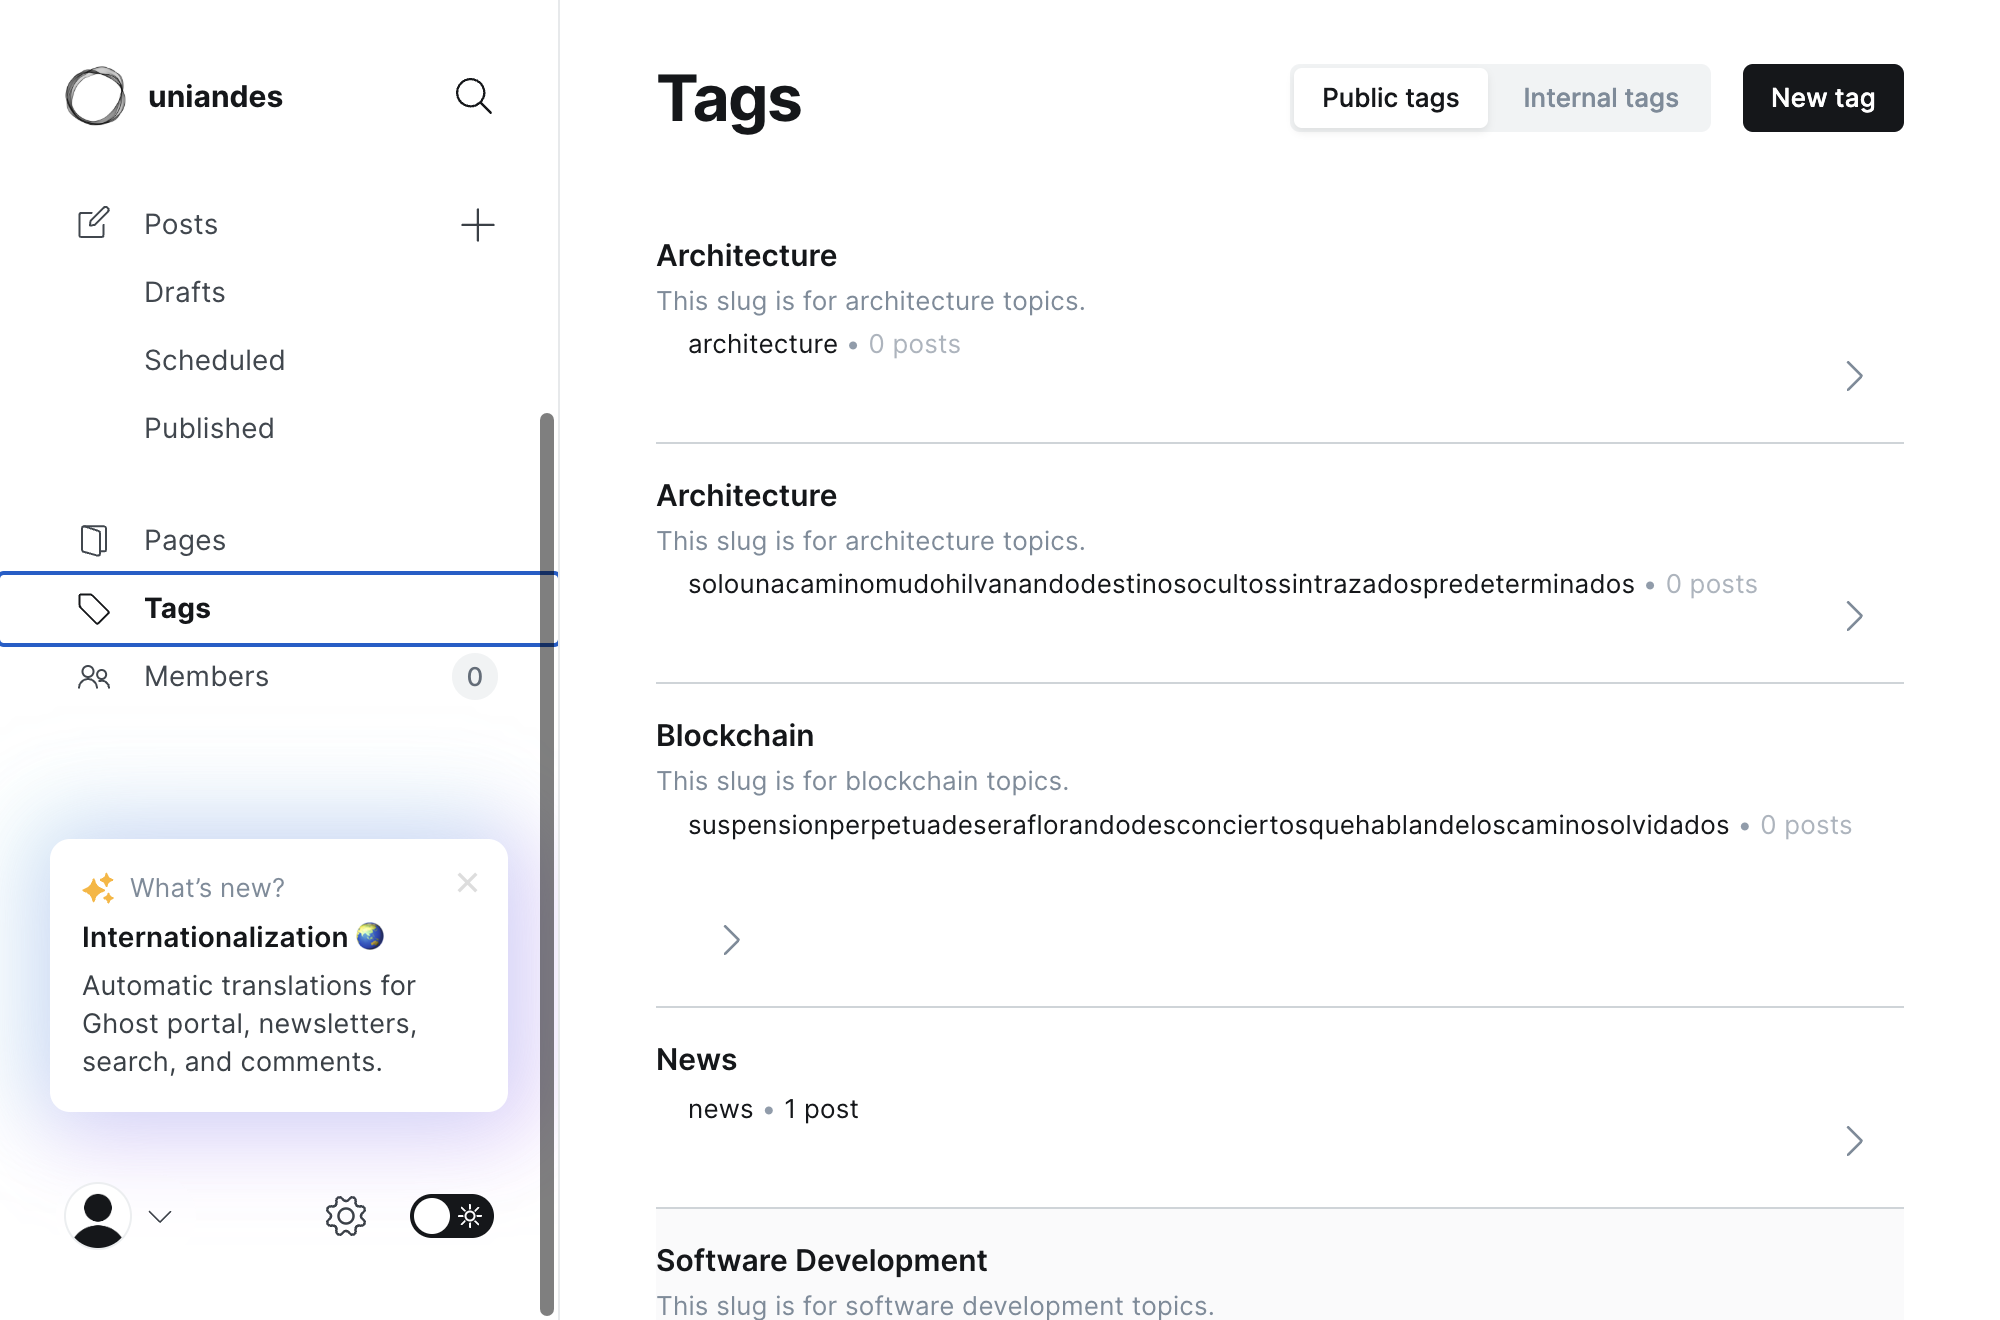 uniandes
Posts
Drafts
Scheduled
Published
Pages
Tags
Members 0
What’s new?
Internationalization
Automatic translations for
Ghost portal, newsletters,
search, and comments.
Tags
Public tags Internal tags New tag
Architecture
This slug is for architecture topics.
architecture • 0 posts
Architecture
This slug is for architecture topics.
solounacaminomudohilvanandodestinosocultossintrazadospredeterminados • 0 posts
Blockchain
This slug is for blockchain topics.
suspensionperpetuadeseraflorandodesconciertosquehablandeloscaminosolvidados • 0 posts
News
news • 1 post
Software Development
This slug is for software development topics.